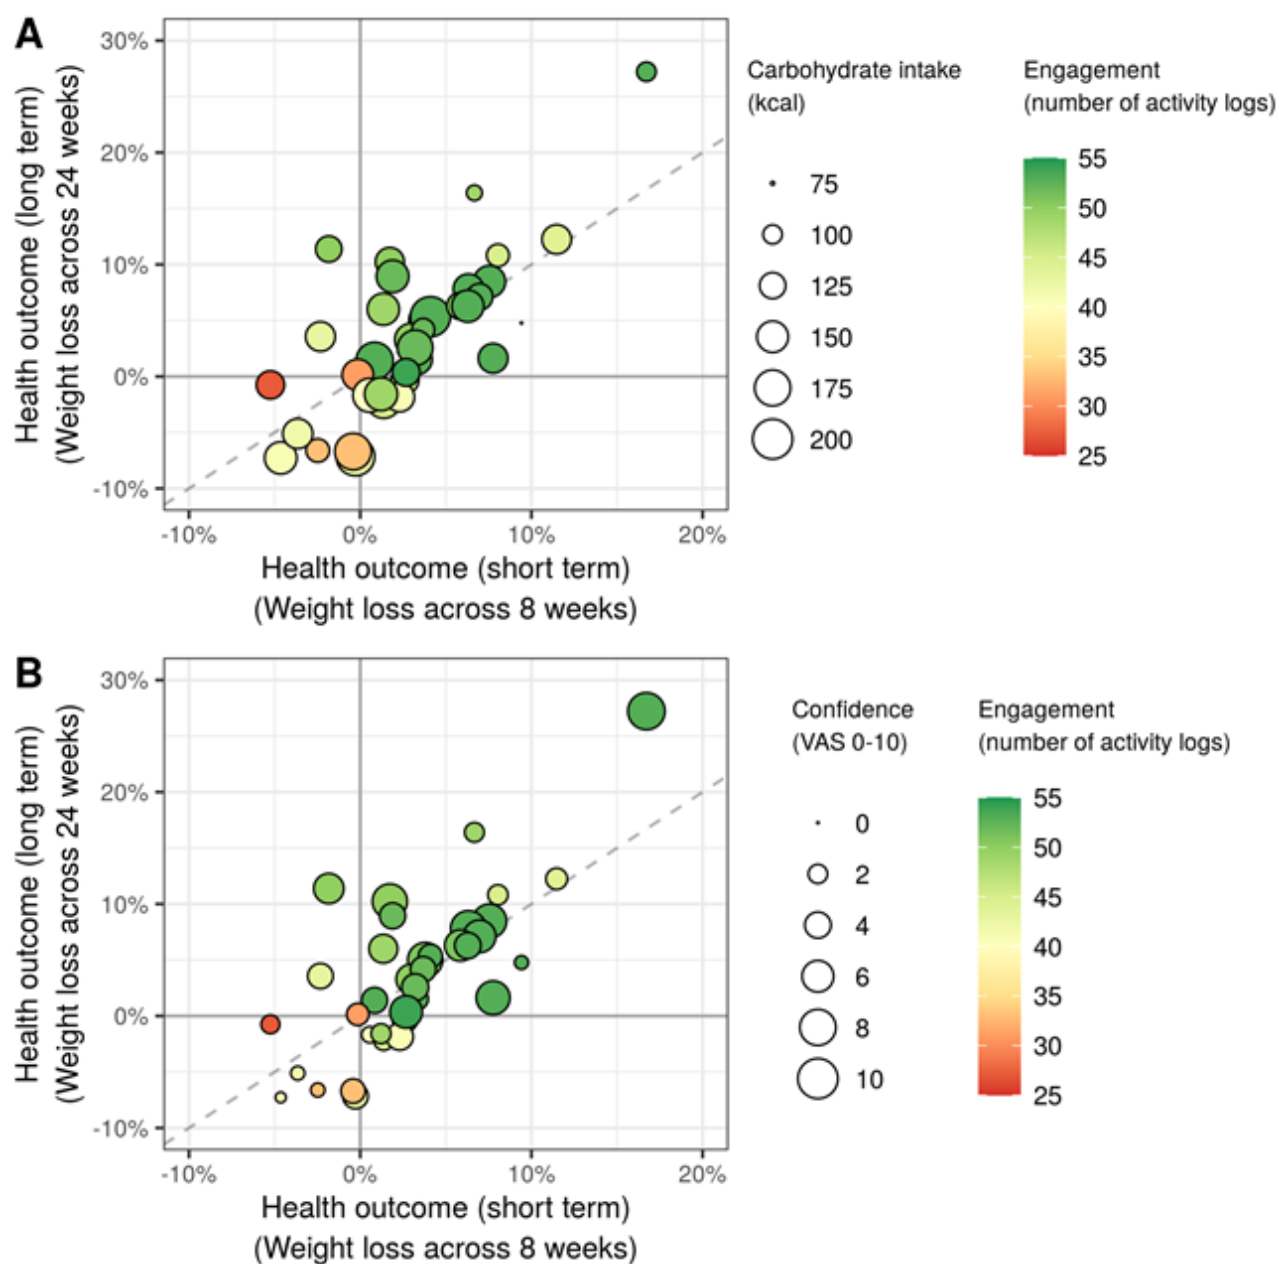 A
Health outcome (long term)
(Weight loss across 24 weeks)
30%
20%
10%
0%
-10%
-10%
0%
10%
20%
Health outcome (short term)
(Weight loss across 8 weeks)
Carbohydrate intake
(kcal)
75
100
125
150
175
200
Engagement
(number of activity logs)
55
50
45
40
35
30
25
B
Health outcome (long term)
(Weight loss across 24 weeks)
30%
20%
10%
0%
-10%
-10%
0%
10%
20%
Health outcome (short term)
(Weight loss across 8 weeks)
Confidence
(VAS 0-10)
0
2
4
6
8
10
Engagement
(number of activity logs)
55
50
45
40
35
30
25